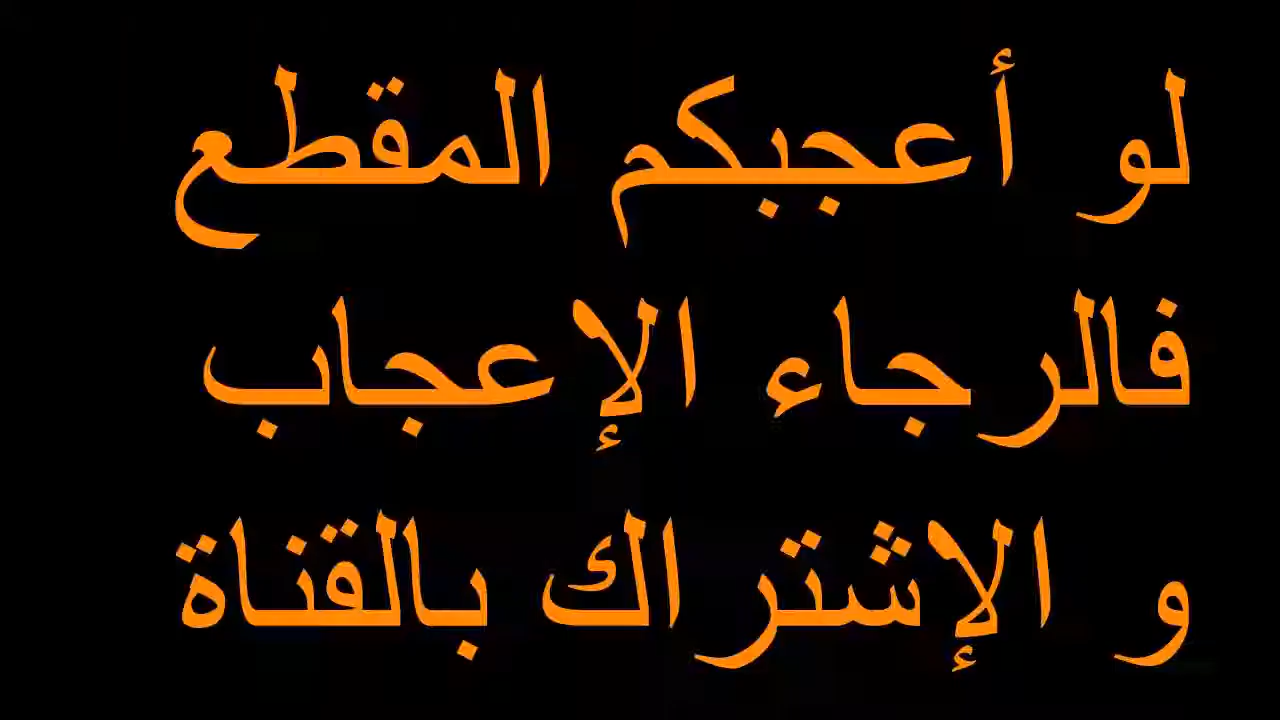 لو أعجبكم المقطع
فالرجاء الإعجاب
و الإشتراك بالقناة